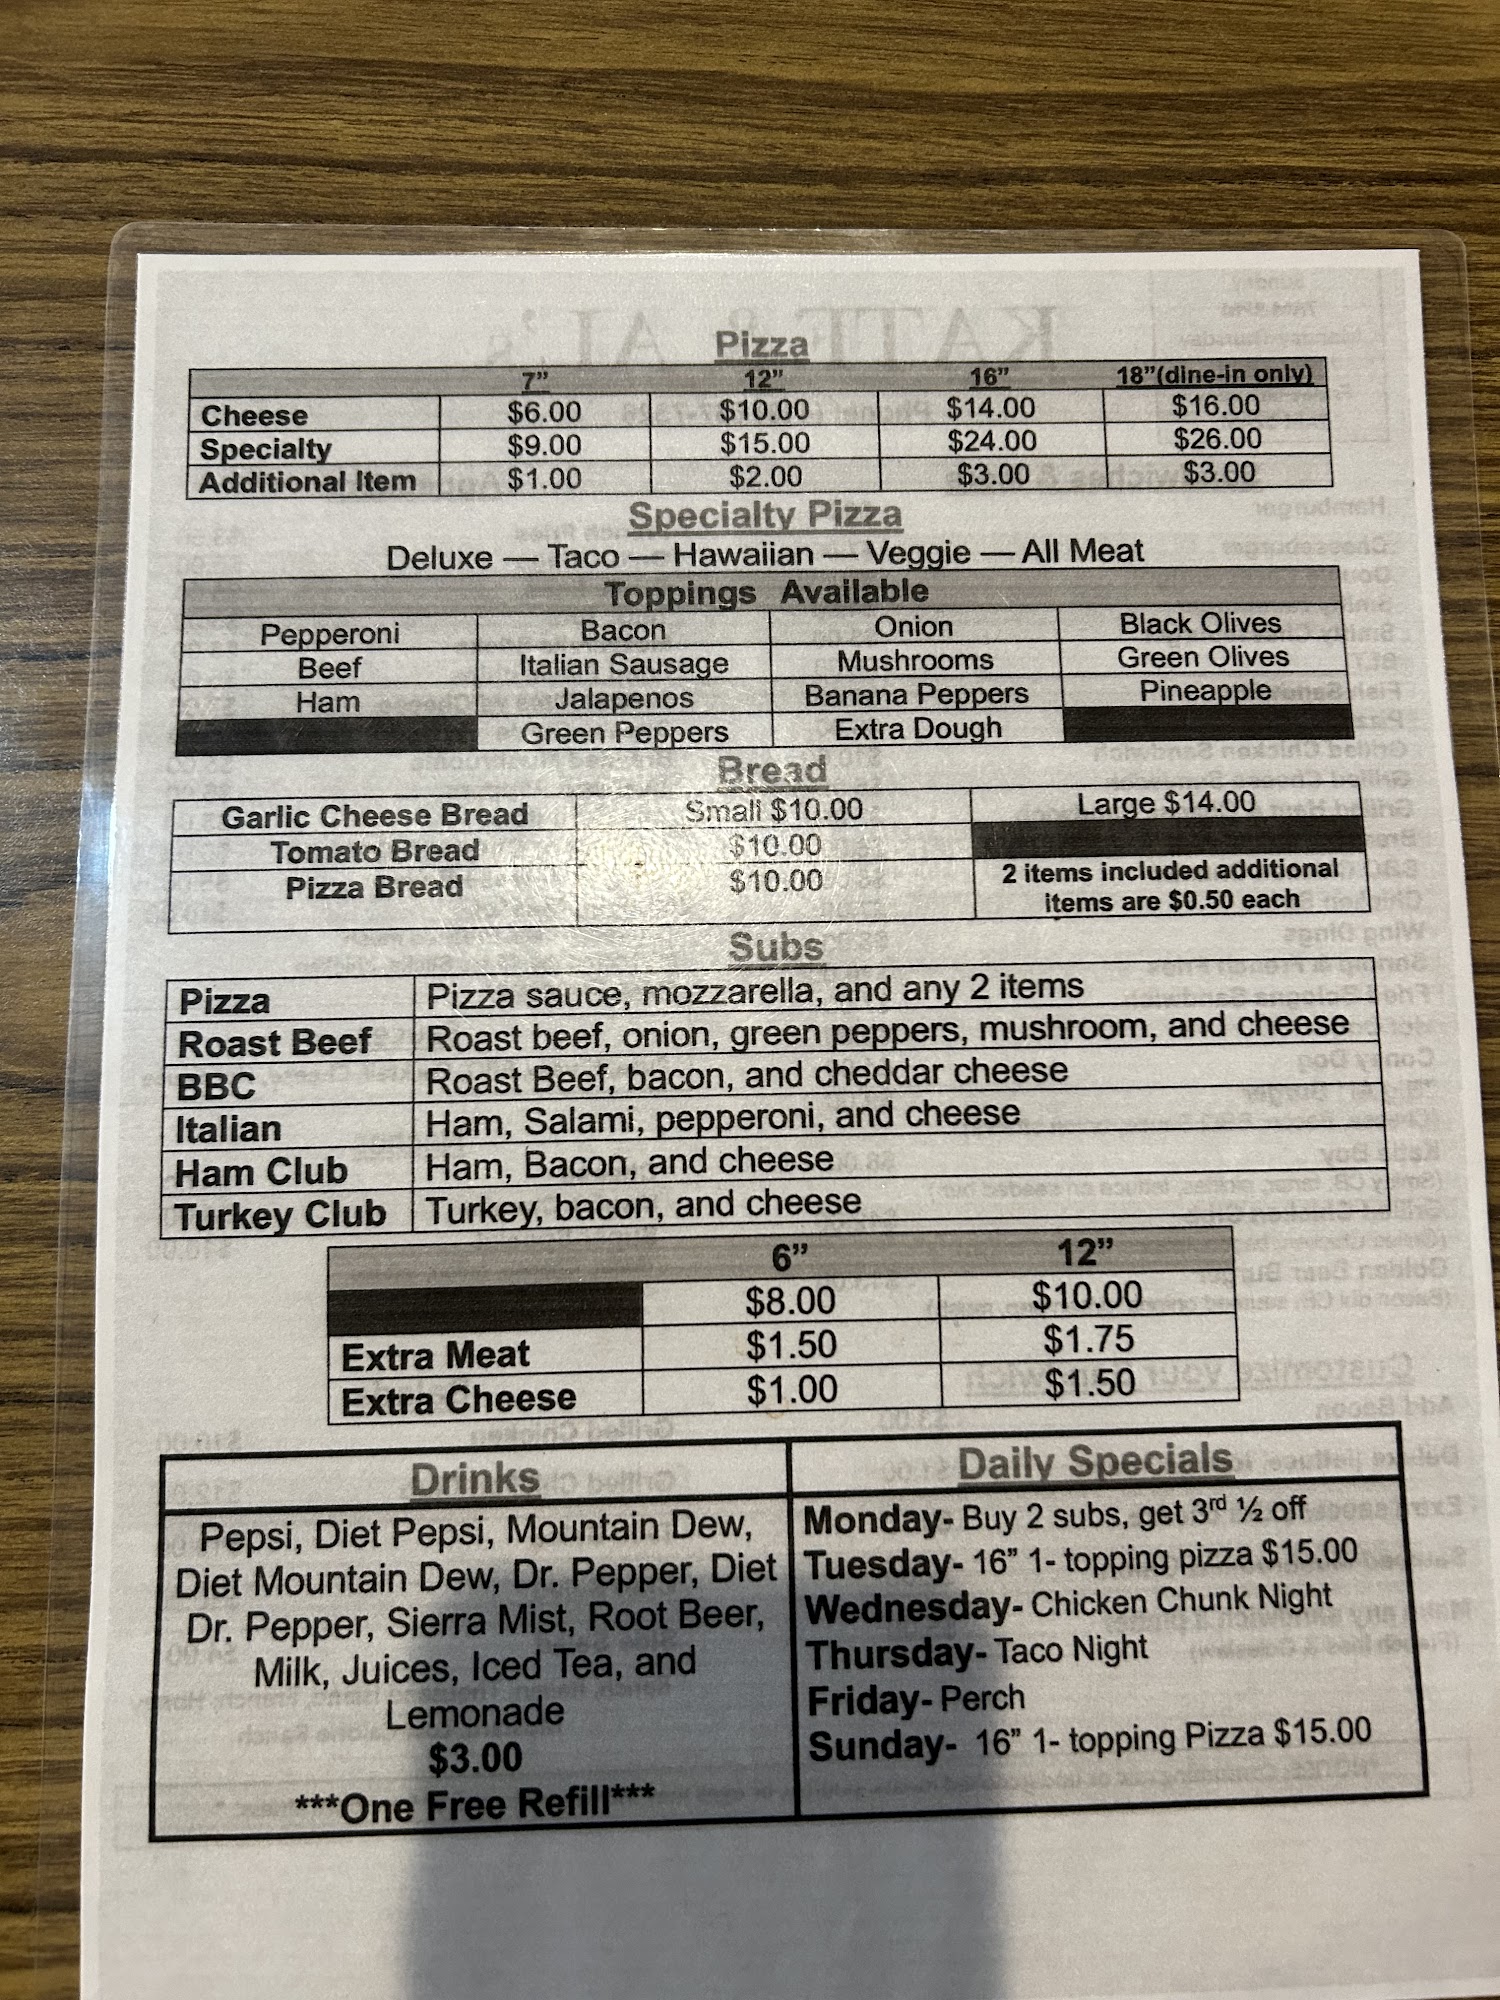 Pizza
7" 12" 16" 18"(dine-in only)
Cheese $6.00 $10.00 $14.00 $16.00
Specialty $9.00 $15.00 $24.00 $26.00
Additional Item $1.00 $2.00 $3.00 $3.00
Specialty Pizza
Deluxe — Taco — Hawaiian — Veggie — All Meat
Toppings Available
Pepperoni Bacon Onion Black Olives
Beef Italian Sausage Mushrooms Green Olives
Ham Jalapenos Banana Peppers Pineapple
Green Peppers Extra Dough
Bread
Garlic Cheese Bread Small $10.00 Large $14.00
Tomato Bread $10.00
Pizza Bread $10.00 2 items included additional
items are $0.50 each
Subs
Pizza Pizza sauce, mozzarella, and any 2 items
Roast Beef Roast beef, onion, green peppers, mushroom, and cheese
BBC Roast Beef, bacon, and cheddar cheese
Italian Ham, Salami, pepperoni, and cheese
Ham Club Ham, Bacon, and cheese
Turkey Club Turkey, bacon, and cheese
6" 12"
$8.00 $10.00
Extra Meat $1.50 $1.75
Extra Cheese $1.00 $1.50
Drinks
Pepsi, Diet Pepsi, Mountain Dew,
Diet Mountain Dew, Dr. Pepper, Diet
Dr. Pepper, Sierra Mist, Root Beer,
Milk, Juices, Iced Tea, and
Lemonade
$3.00
***One Free Refill***
Daily Specials
Monday- Buy 2 subs, get 3rd ½ off
Tuesday- 16" 1- topping pizza $15.00
Wednesday- Chicken Chunk Night
Thursday- Taco Night
Friday- Perch
Sunday- 16" 1- topping Pizza $15.00